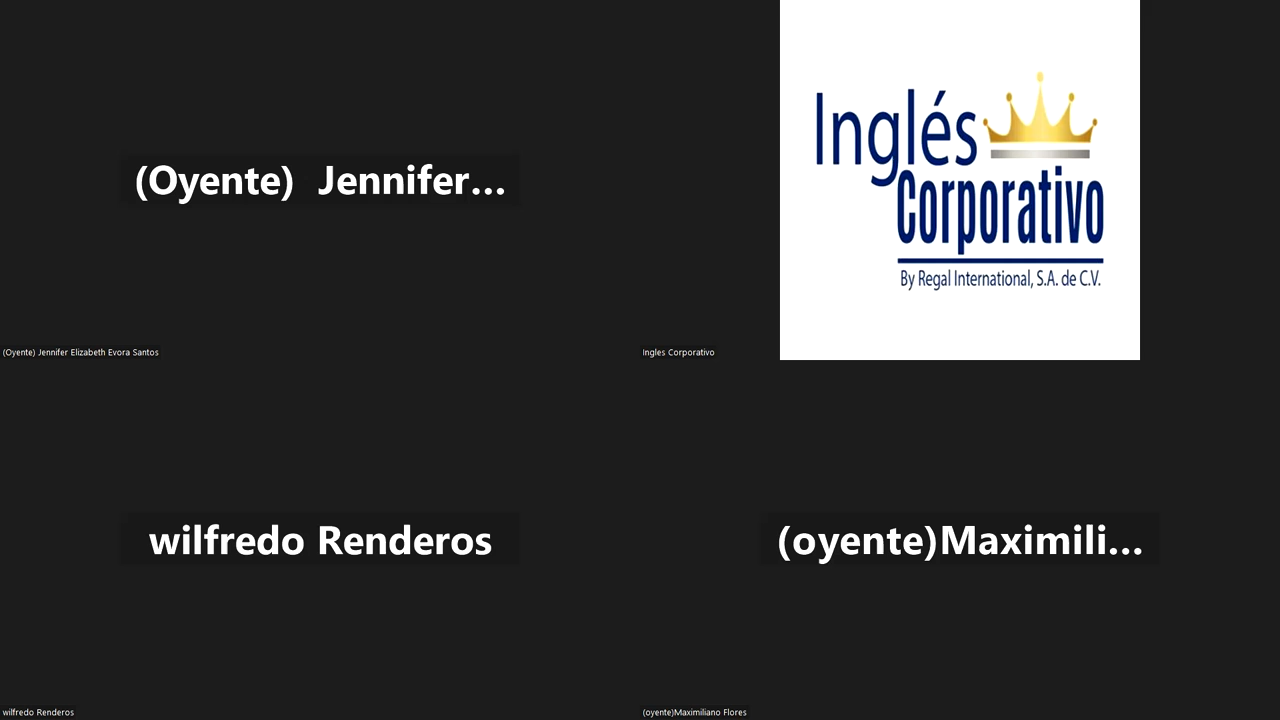 (Oyente) Jennifer...
(Oyente) Jennifer Elizabeth Evora Santos
Inglés
Corporativo
By Regal International, S.A. de C.V.
Ingles Corporativo
wilfredo Renderos
wilfredo Renderos
(oyente)Maximili...
(oyente)Maximiliano Flores